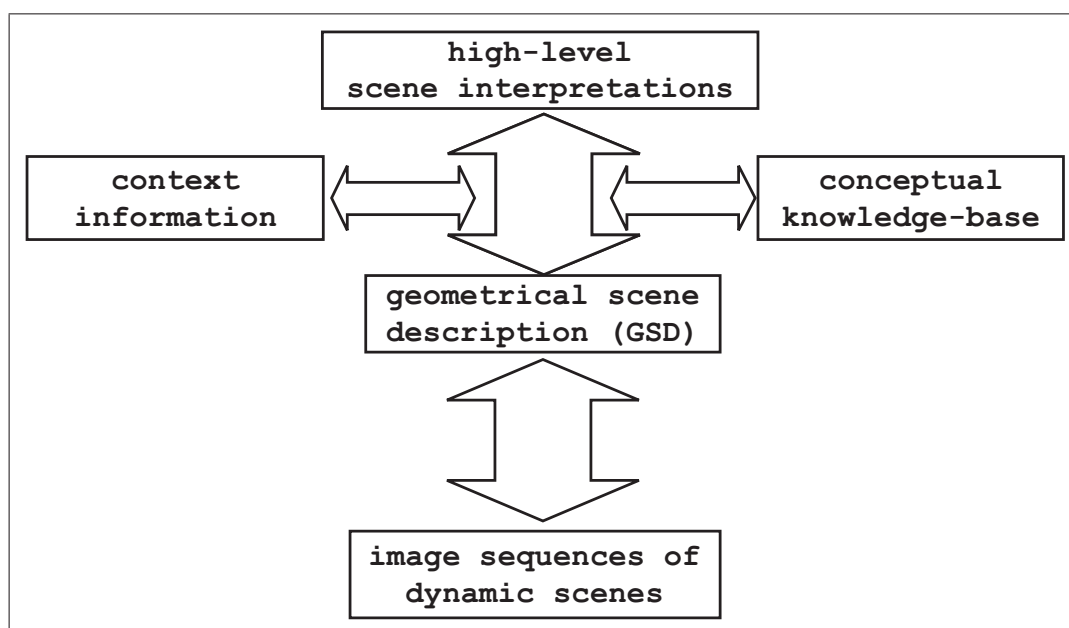 high-level
scene interpretations
context
information
conceptual
knowledge-base
geometrical scene
description (GSD)
image sequences of
dynamic scenes